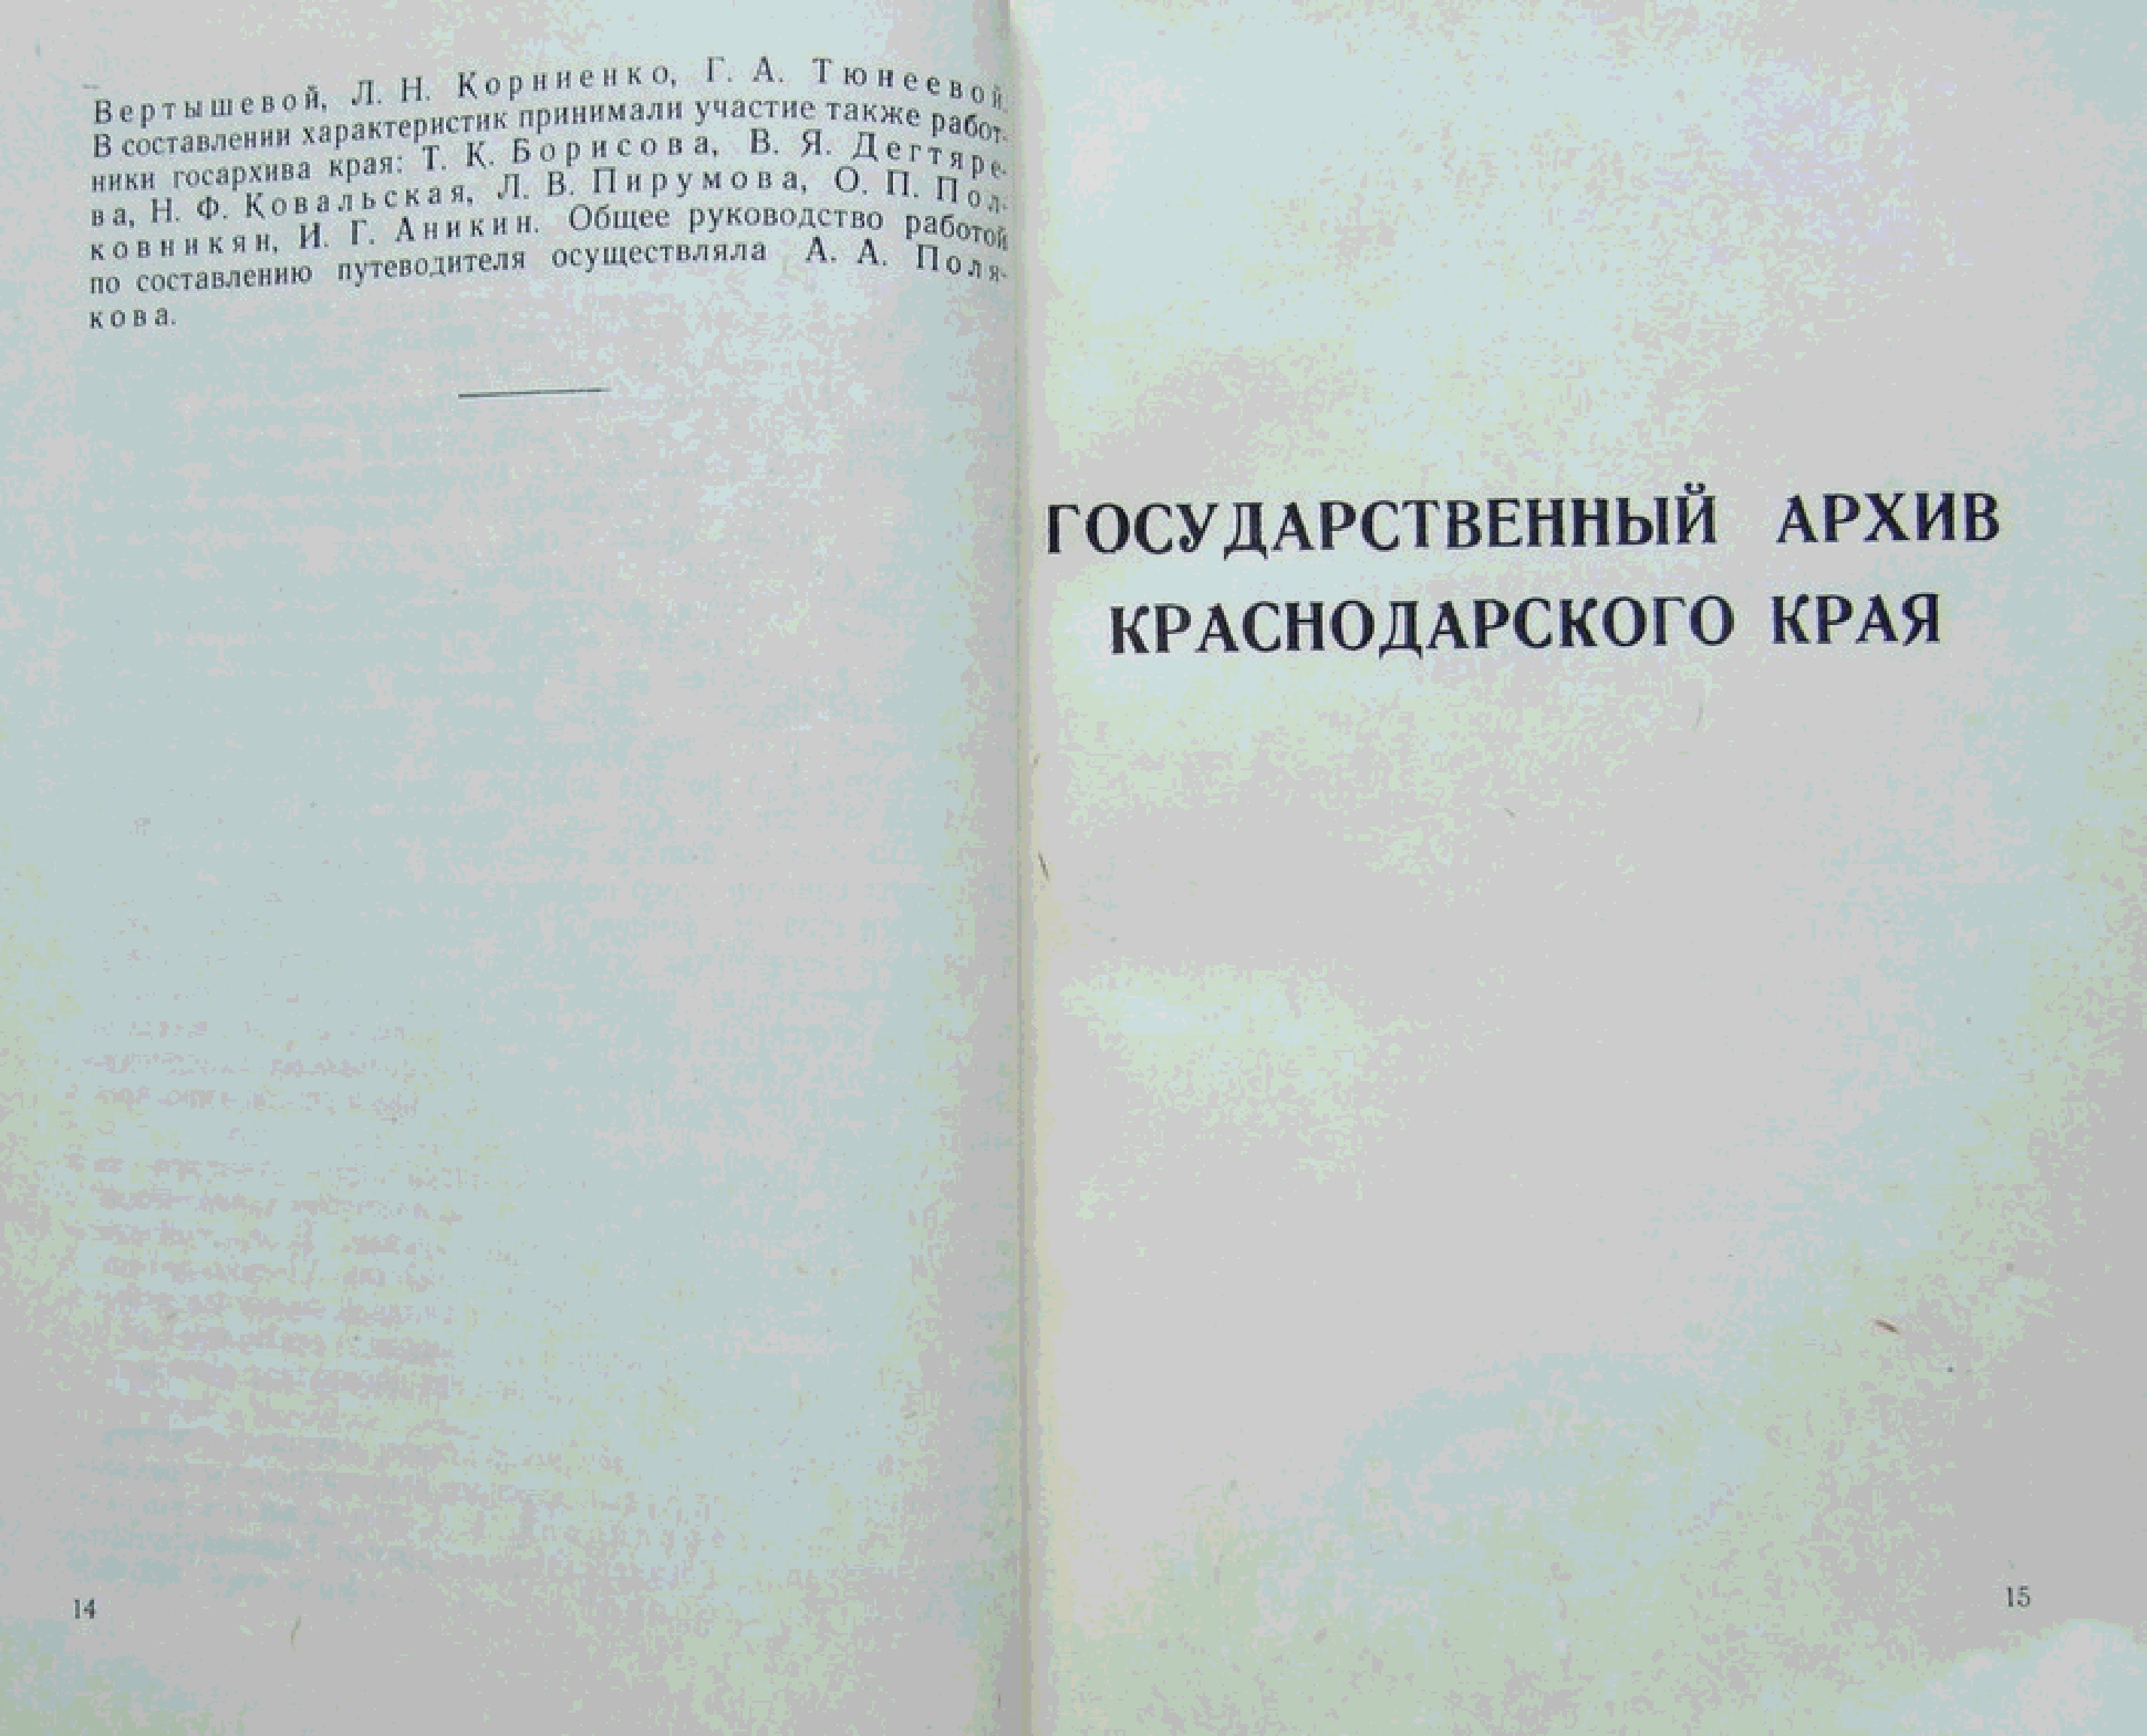 Вертышевой, Л. Н. Корниенко, Г. А. Тюнеевой.
В составлении характеристик принимали участие также работ-
ники госархива края: Т. К. Борисова, В. Я. Дегтяре-
ва, Н. Ф. Ковальская, Л. В. Пирумова, О. П. Пол-
ковникян, И. Г. Аникин. Общее руководство работой
по составлению путеводителя осуществляла А. А. Поля-
кова.
14
ГОСУДАРСТВЕННЫЙ АРХИВ
КРАСНОДАРСКОГО КРАЯ
15